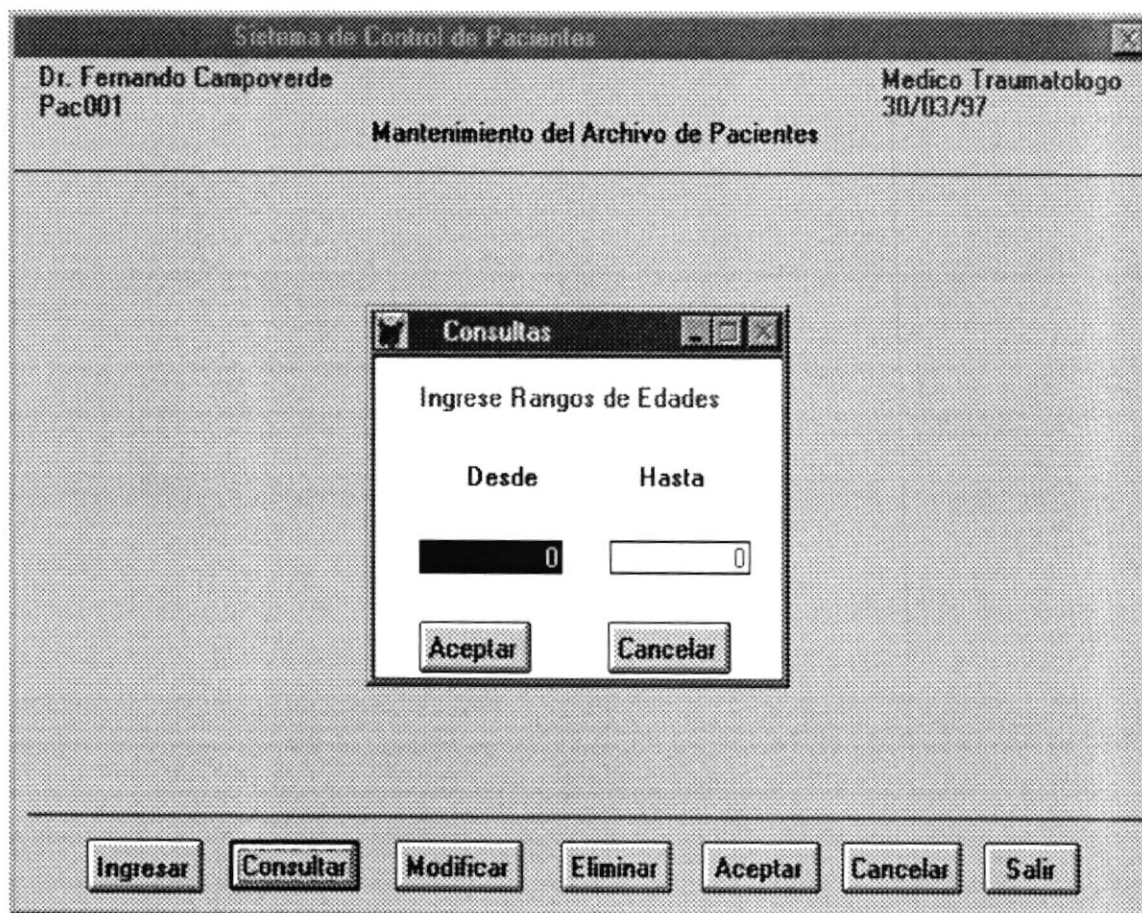 Sistema de Control de Pacientes
Dr. Fernando Campoverde Medico Traumatologo
Pac001 30/03/97
Mantenimiento del Archivo de Pacientes
Consultas
Ingrese Rangos de Edades
Desde Hasta
0 0
Aceptar Cancelar
Ingresar Consultar Modificar Eliminar Aceptar Cancelar Salir